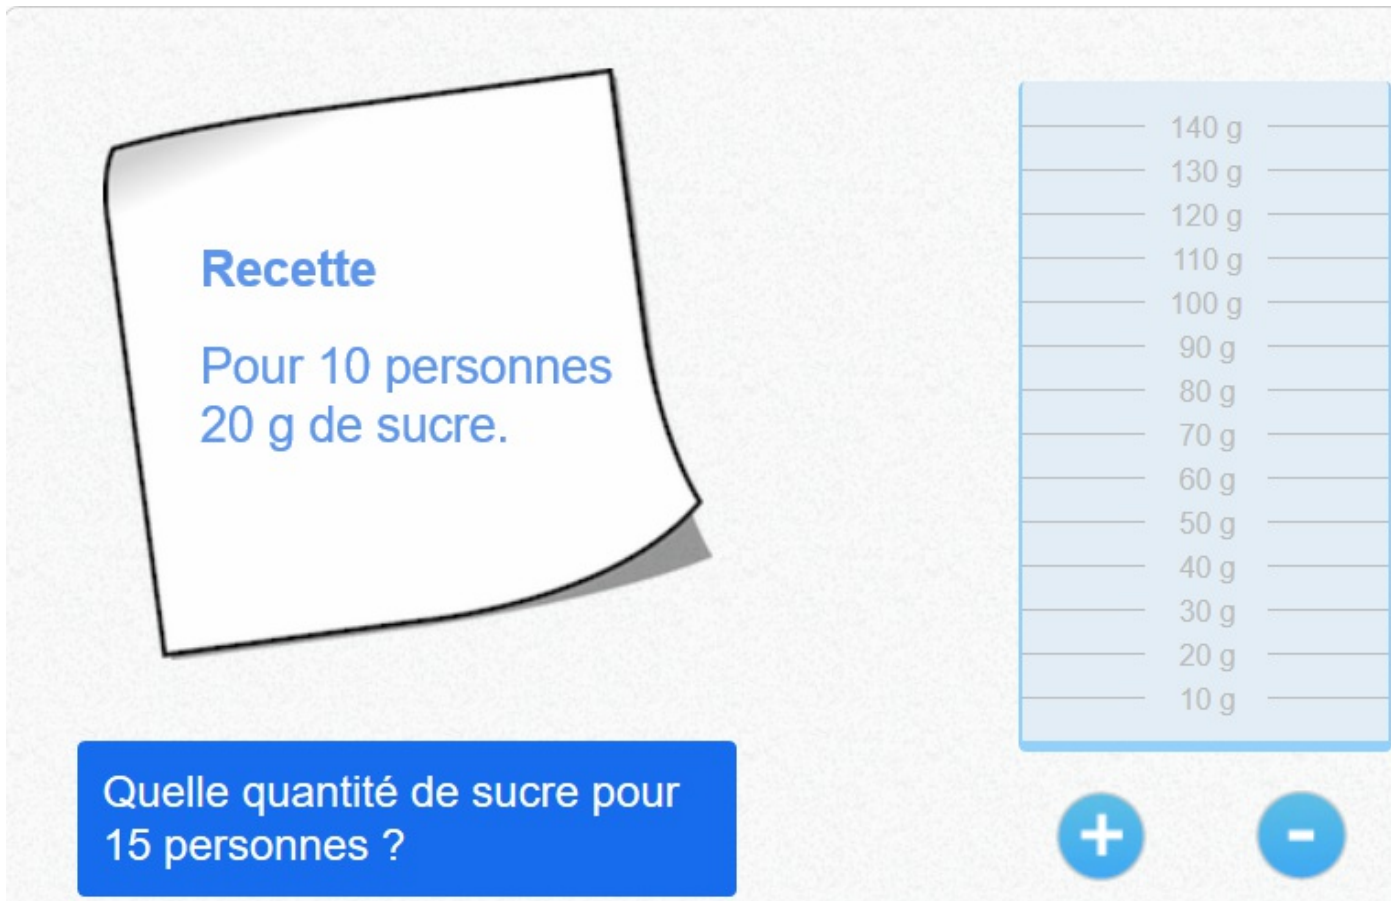 Recette
Pour 10 personnes
20 g de sucre.
Quelle quantité de sucre pour
15 personnes ?
140 g
130 g
120 g
110 g
100 g
90 g
80 g
70 g
60 g
50 g
40 g
30 g
20 g
10 g
+
-